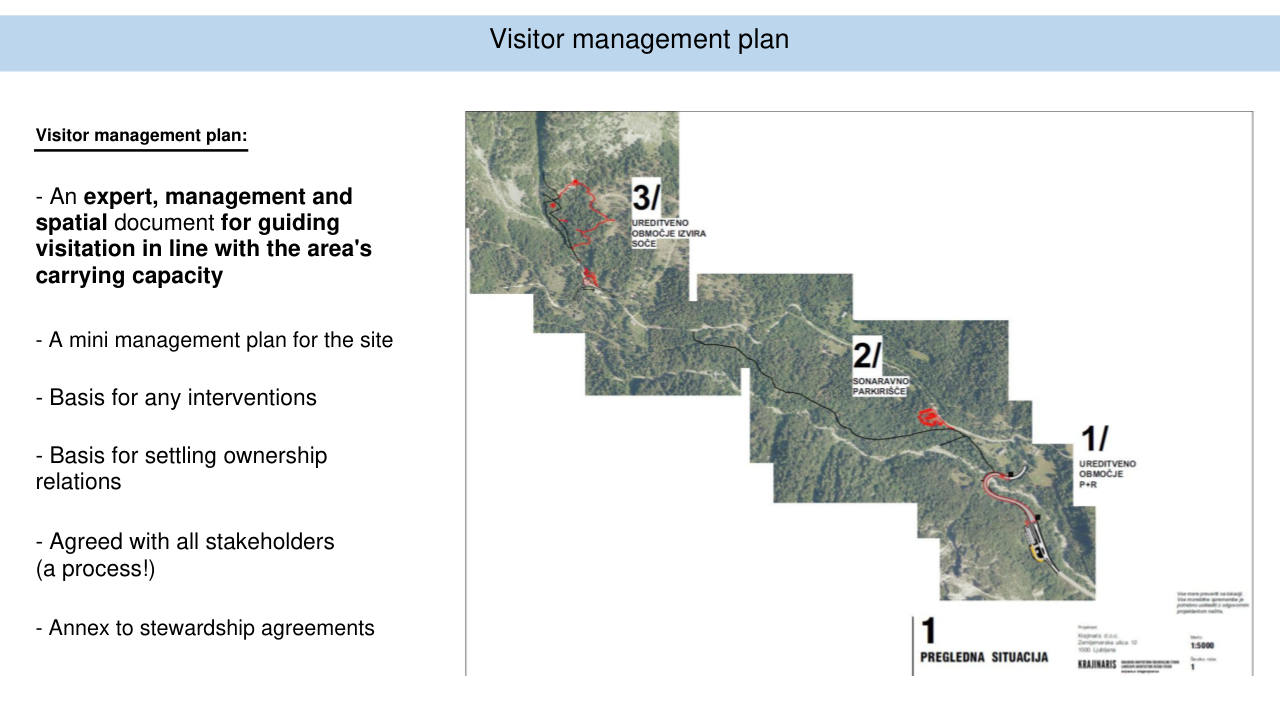 Visitor management plan
Visitor management plan:
- An expert, management and
spatial document for guiding
visitation in line with the area's
carrying capacity
- A mini management plan for the site
- Basis for any interventions
- Basis for settling ownership
relations
- Agreed with all stakeholders
(a process!)
- Annex to stewardship agreements
3/
UREDITVENO
OBMOČJE IZVIRA
SOČE
2/
SONARAVNO
PARKIRIŠČE
1/
UREDITVENO
OBMOČJE
P+R
1
PREGLEDNA SITUACIJA
Krajinaris d.o.o.
1000 Ljubljana
KRAJINARIS
1:5000
1